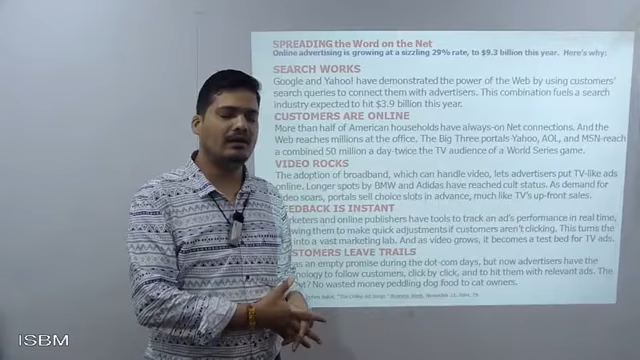 SPREADING the Word on the Net
Online advertising is growing at a sizzling 29% rate, to $9.3 billion this year. Here's why:
SEARCH WORKS
Google and Yahoo! have demonstrated the power of the Web by using customers'
search queries to connect them with advertisers. This combination fuels a search
industry expected to hit $3.9 billion this year.
CUSTOMERS ARE ONLINE
More than half of American households have always-on Net connections. And the
Web reaches millions at the office. The Big Three portals-Yahoo, AOL, and MSN-reach
a combined 50 million a day-twice the TV audience of a World Series game.
VIDEO ROCKS
The adoption of broadband, which can handle video, lets advertisers put TV-like ads
online. Longer spots by BMW and Adidas have reached cult status. As demand for
video soars, portals sell choice slots in advance, much like TV's up-front sales.
EEDBACK IS INSTANT
keters and online publishers have tools to track an ad's performance in real time,
wing them to make quick adjustments if customers aren't clicking. This turns the
into a vast marketing lab. And as video grows, it becomes a test bed for TV ads.
TOMERS LEAVE TRAILS
as an empty promise during the dot-com days, but now advertisers have the
nology to follow customers, click by click, and to hit them with relevant ads. The
t? No wasted money peddling dog food to cat owners.
"The Online Ad Surge,"
ISBM